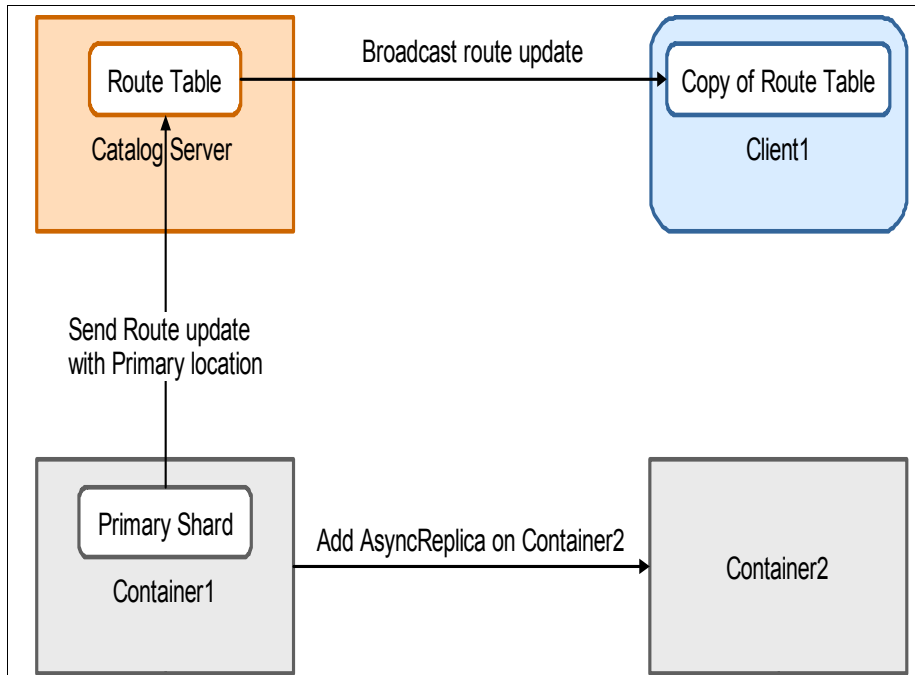 Broadcast route update
Route Table
Copy of Route Table
Catalog Server
Client1
Send Route update
with Primary location
Primary Shard
Add AsyncReplica on Container2
Container1
Container2